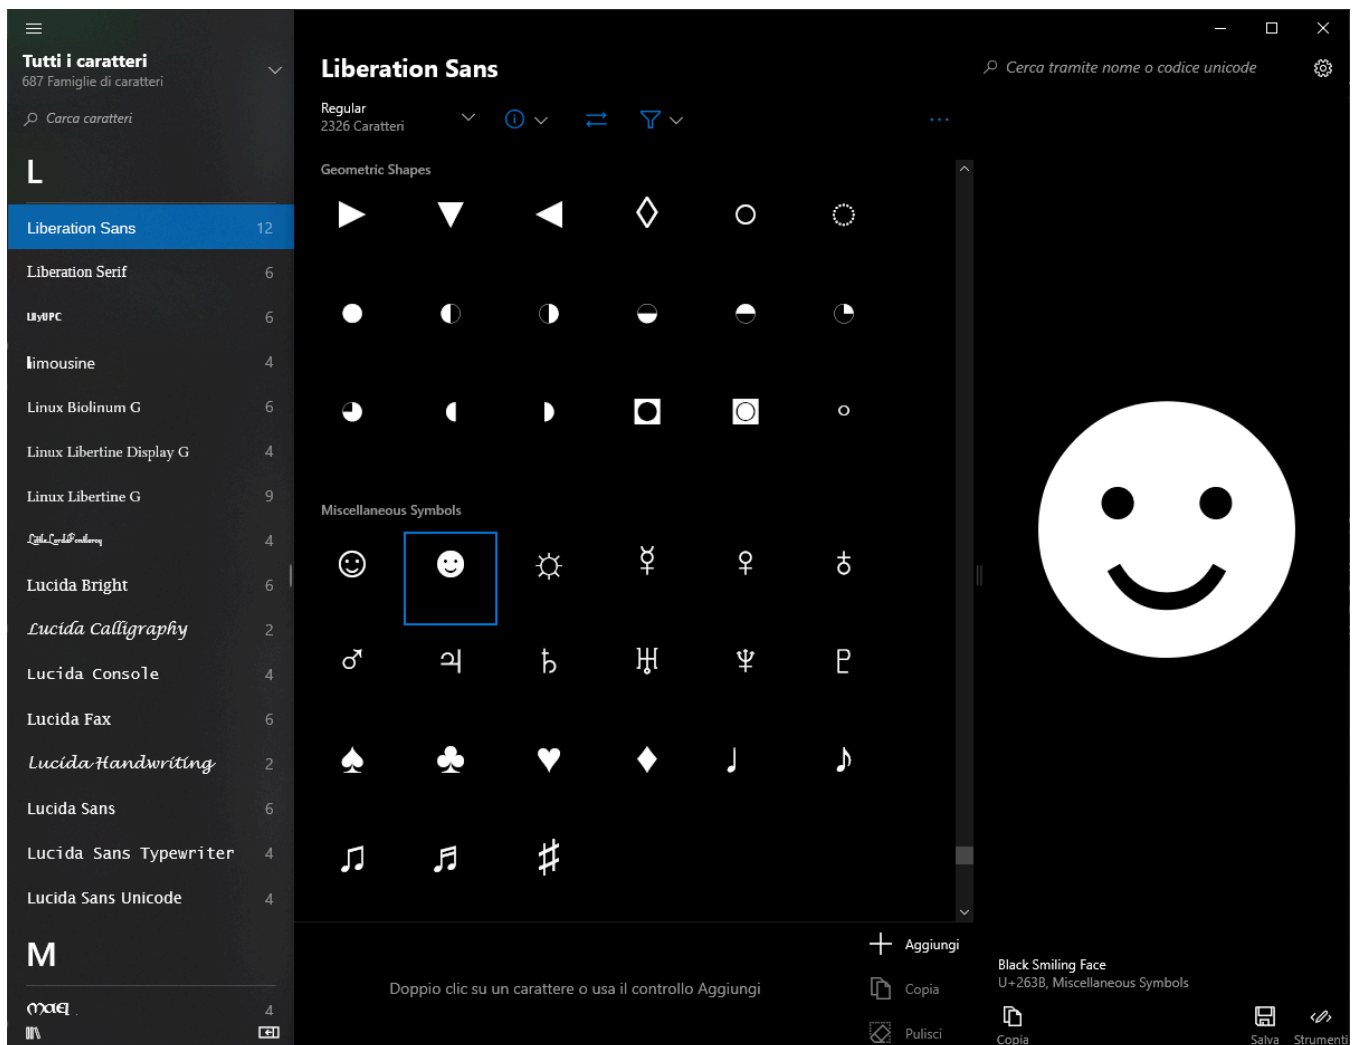 Tutti i caratteri
687 Famiglie di caratteri
Carca caratteri
L
Liberation Sans 12
Liberation Serif 6
LilyUPC 6
limousine 4
Linux Biolinum G 6
Linux Libertine Display G 4
Linux Libertine G 9
LittleLordFontleroy 4
Lucida Bright 6
Lucida Calligraphy 2
Lucida Console 4
Lucida Fax 6
Lucida Handwriting 2
Lucida Sans 6
Lucida Sans Typewriter 4
Lucida Sans Unicode 4
M
Mael 4
Liberation Sans
Cerca tramite nome o codice unicode
Regular
2326 Caratteri
Geometric Shapes
Miscellaneous Symbols
Doppio clic su un carattere o usa il controllo Aggiungi
Aggiungi
Copia
Pulisci
Black Smiling Face
U+263B, Miscellaneous Symbols
Copia
Salva
Strumenti